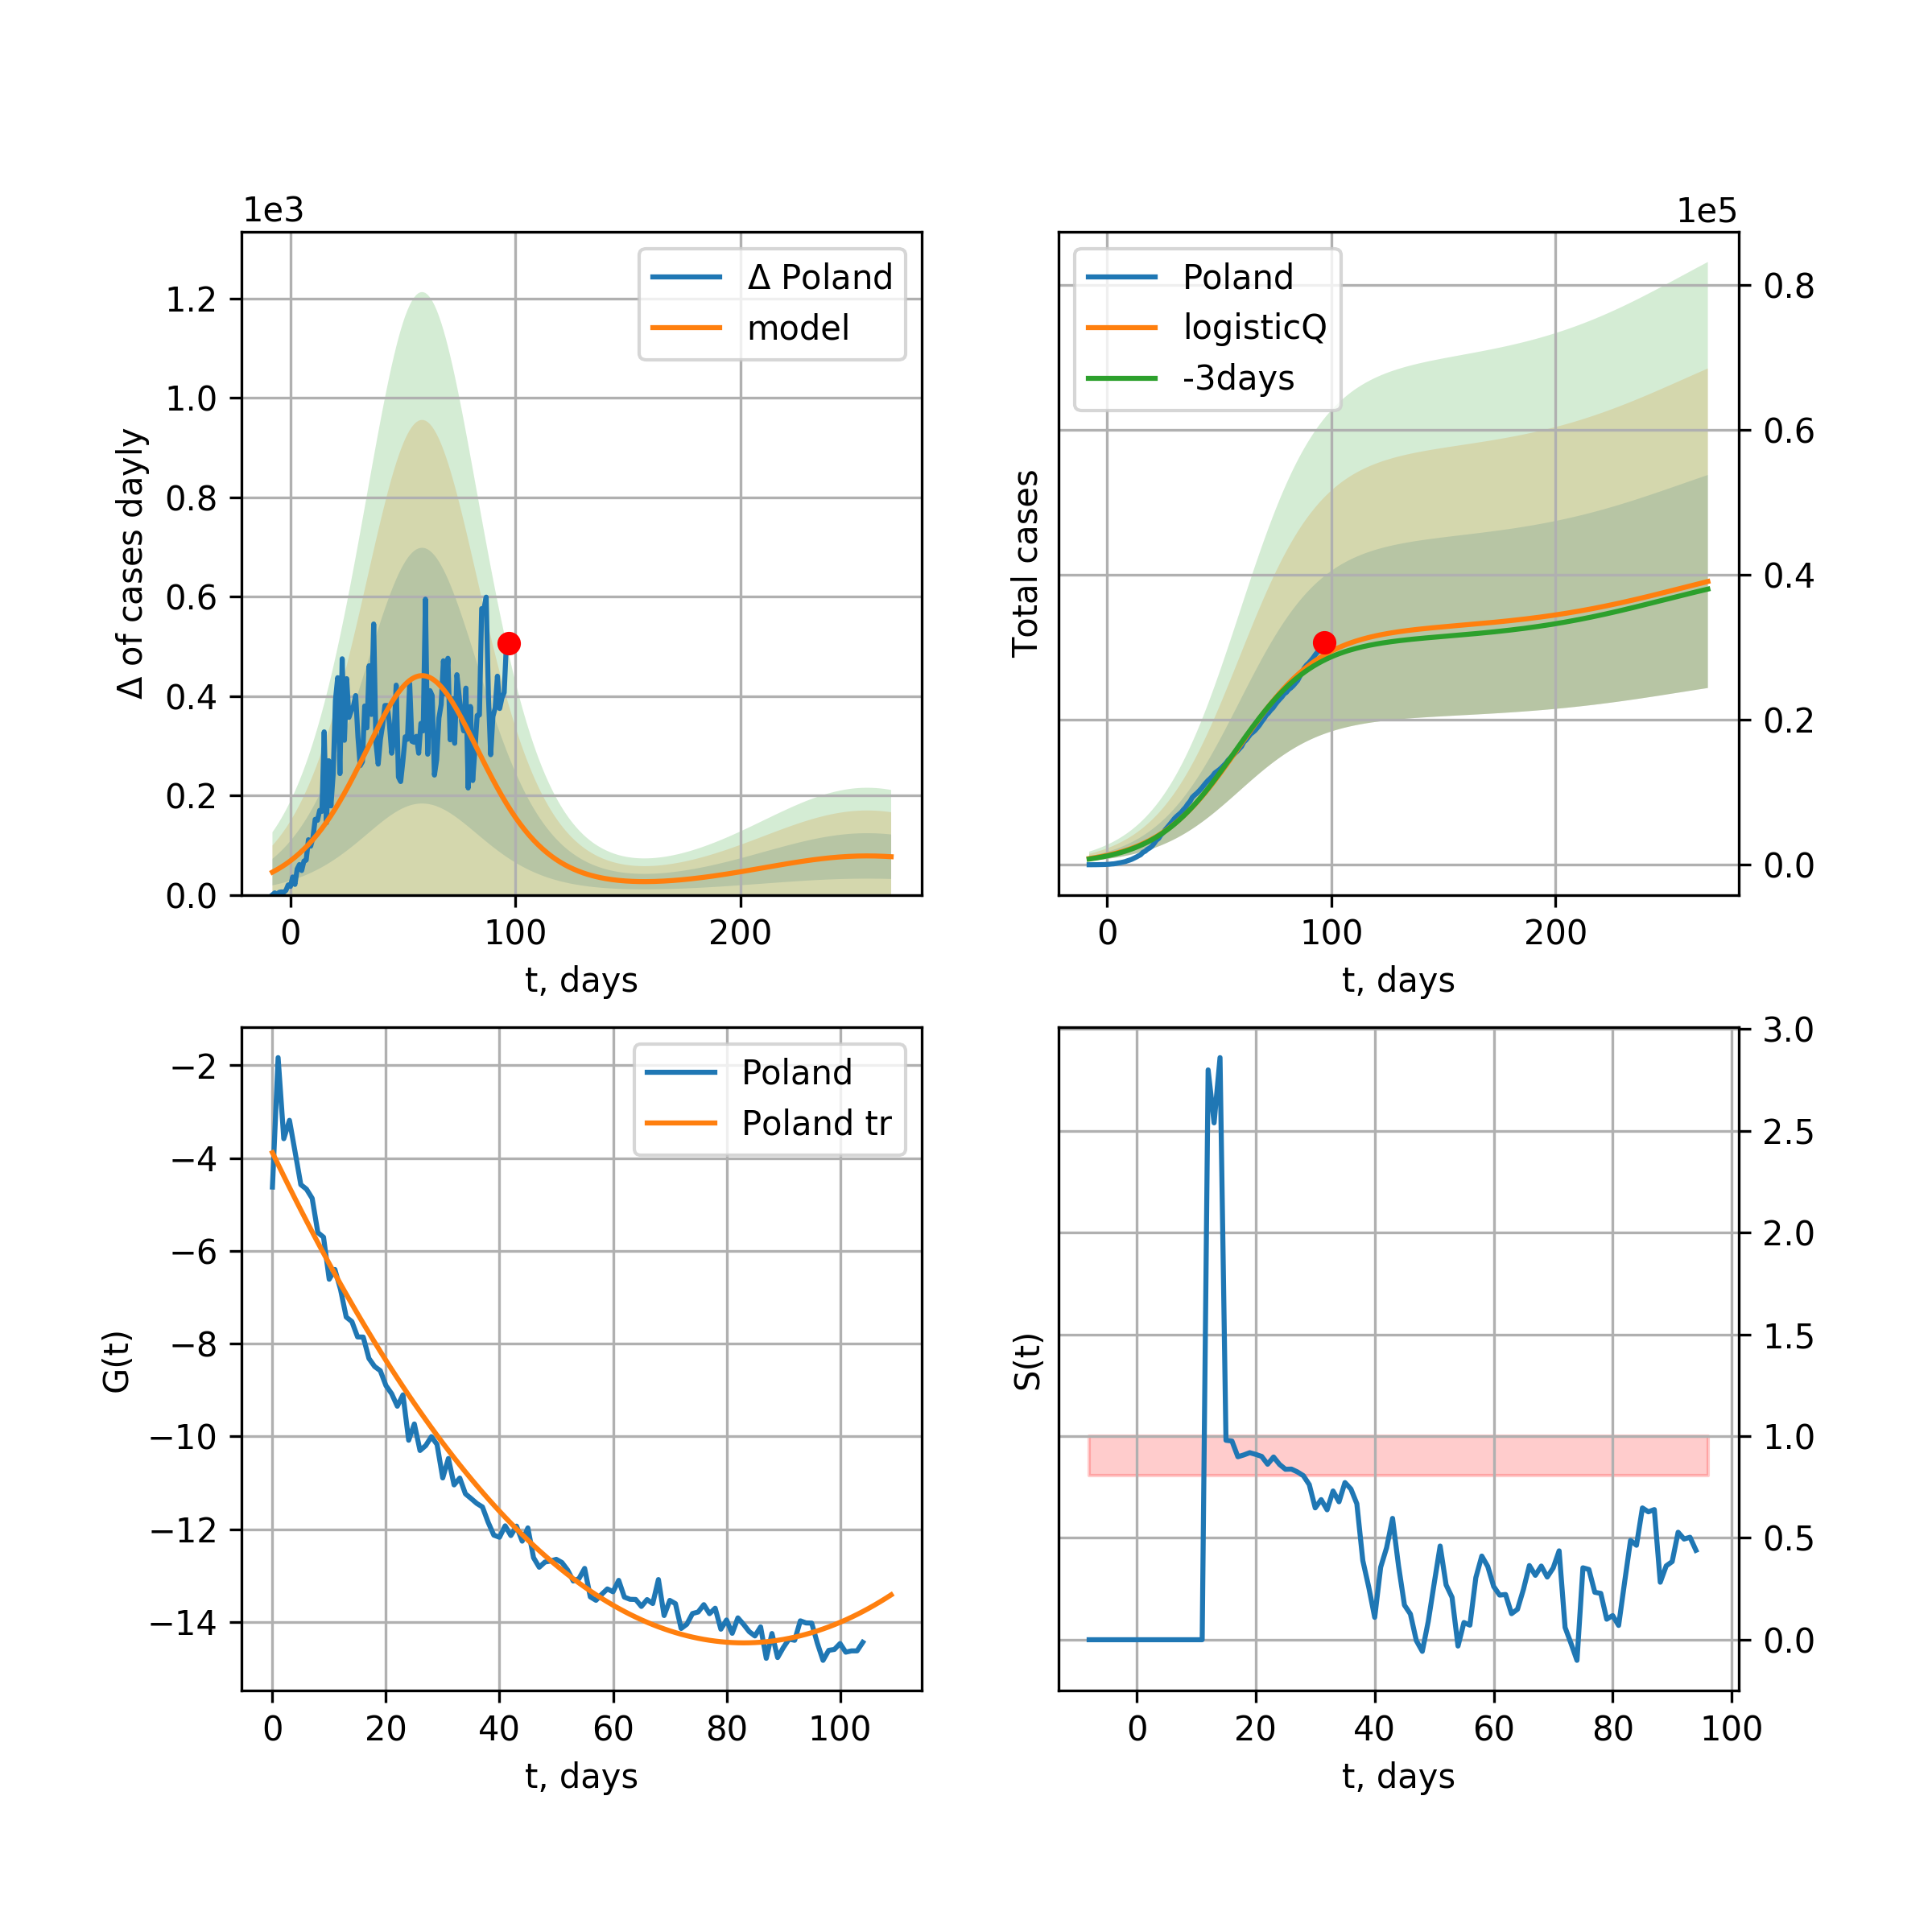 1e3
1e5
Δ of cases dayly
1.2
1.0
0.8
0.6
0.4
0.2
0.0
Δ Poland
model
0
100
200
t, days
Total cases
Poland
logisticQ
-3days
0.8
0.6
0.4
0.2
0.0
0
100
200
t, days
G(t)
−2
−4
−6
−8
−10
−12
−14
Poland
Poland tr
0
20
40
60
80
100
t, days
S(t)
3.0
2.5
2.0
1.5
1.0
0.5
0.0
0
20
40
60
80
100
t, days